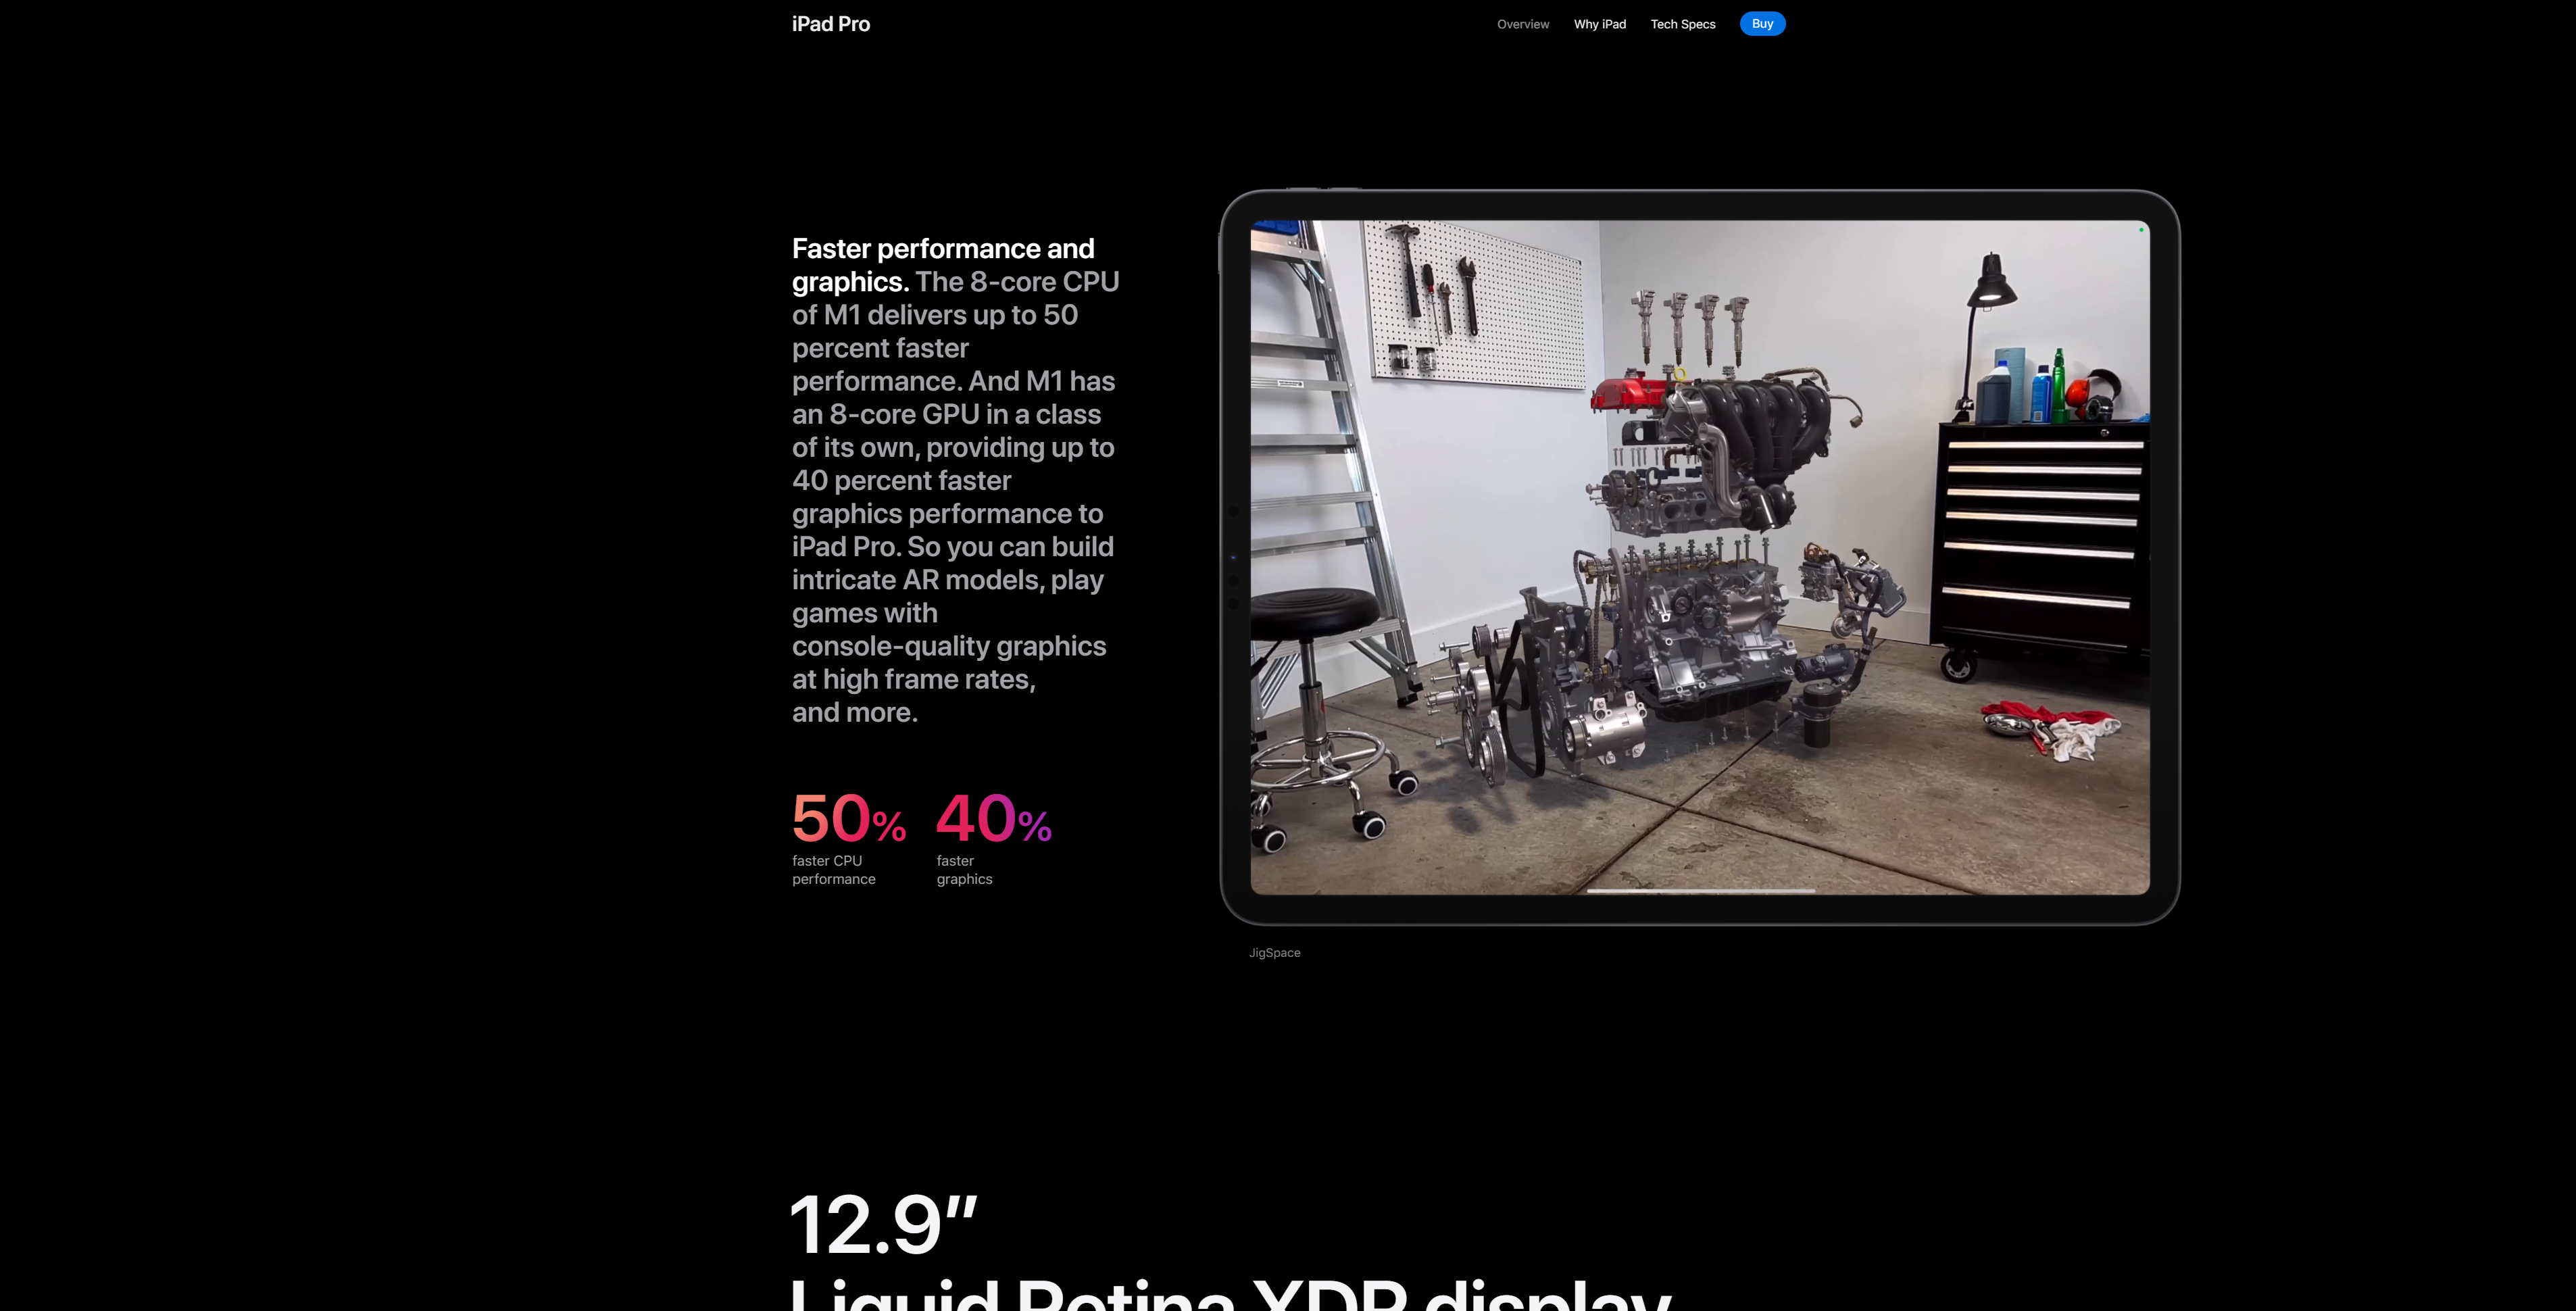 iPad Pro
Overview Why iPad Tech Specs Buy
Faster performance and
graphics. The 8-core CPU
of M1 delivers up to 50
percent faster
performance. And M1 has
an 8-core GPU in a class
of its own, providing up to
40 percent faster
graphics performance to
iPad Pro. So you can build
intricate AR models, play
games with
console-quality graphics
at high frame rates,
and more.
50% 40%
faster CPU faster
performance graphics
JigSpace
12.9″
Liquid Retina XDR display